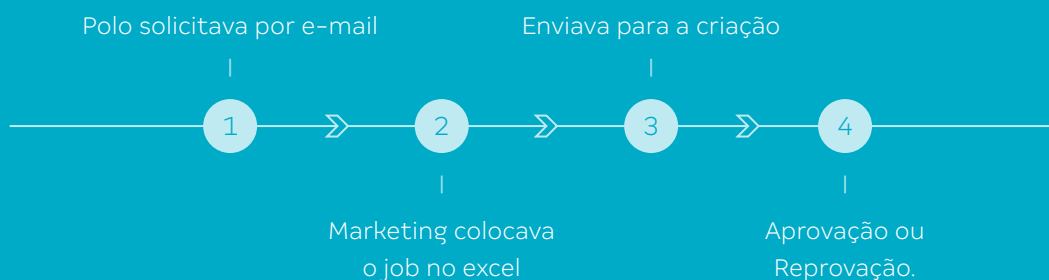 Polo solicitava por e-mail
Enviava para a criação
1
2
3
4
Marketing colocava
o job no excel
Aprovação ou
Reprovação.